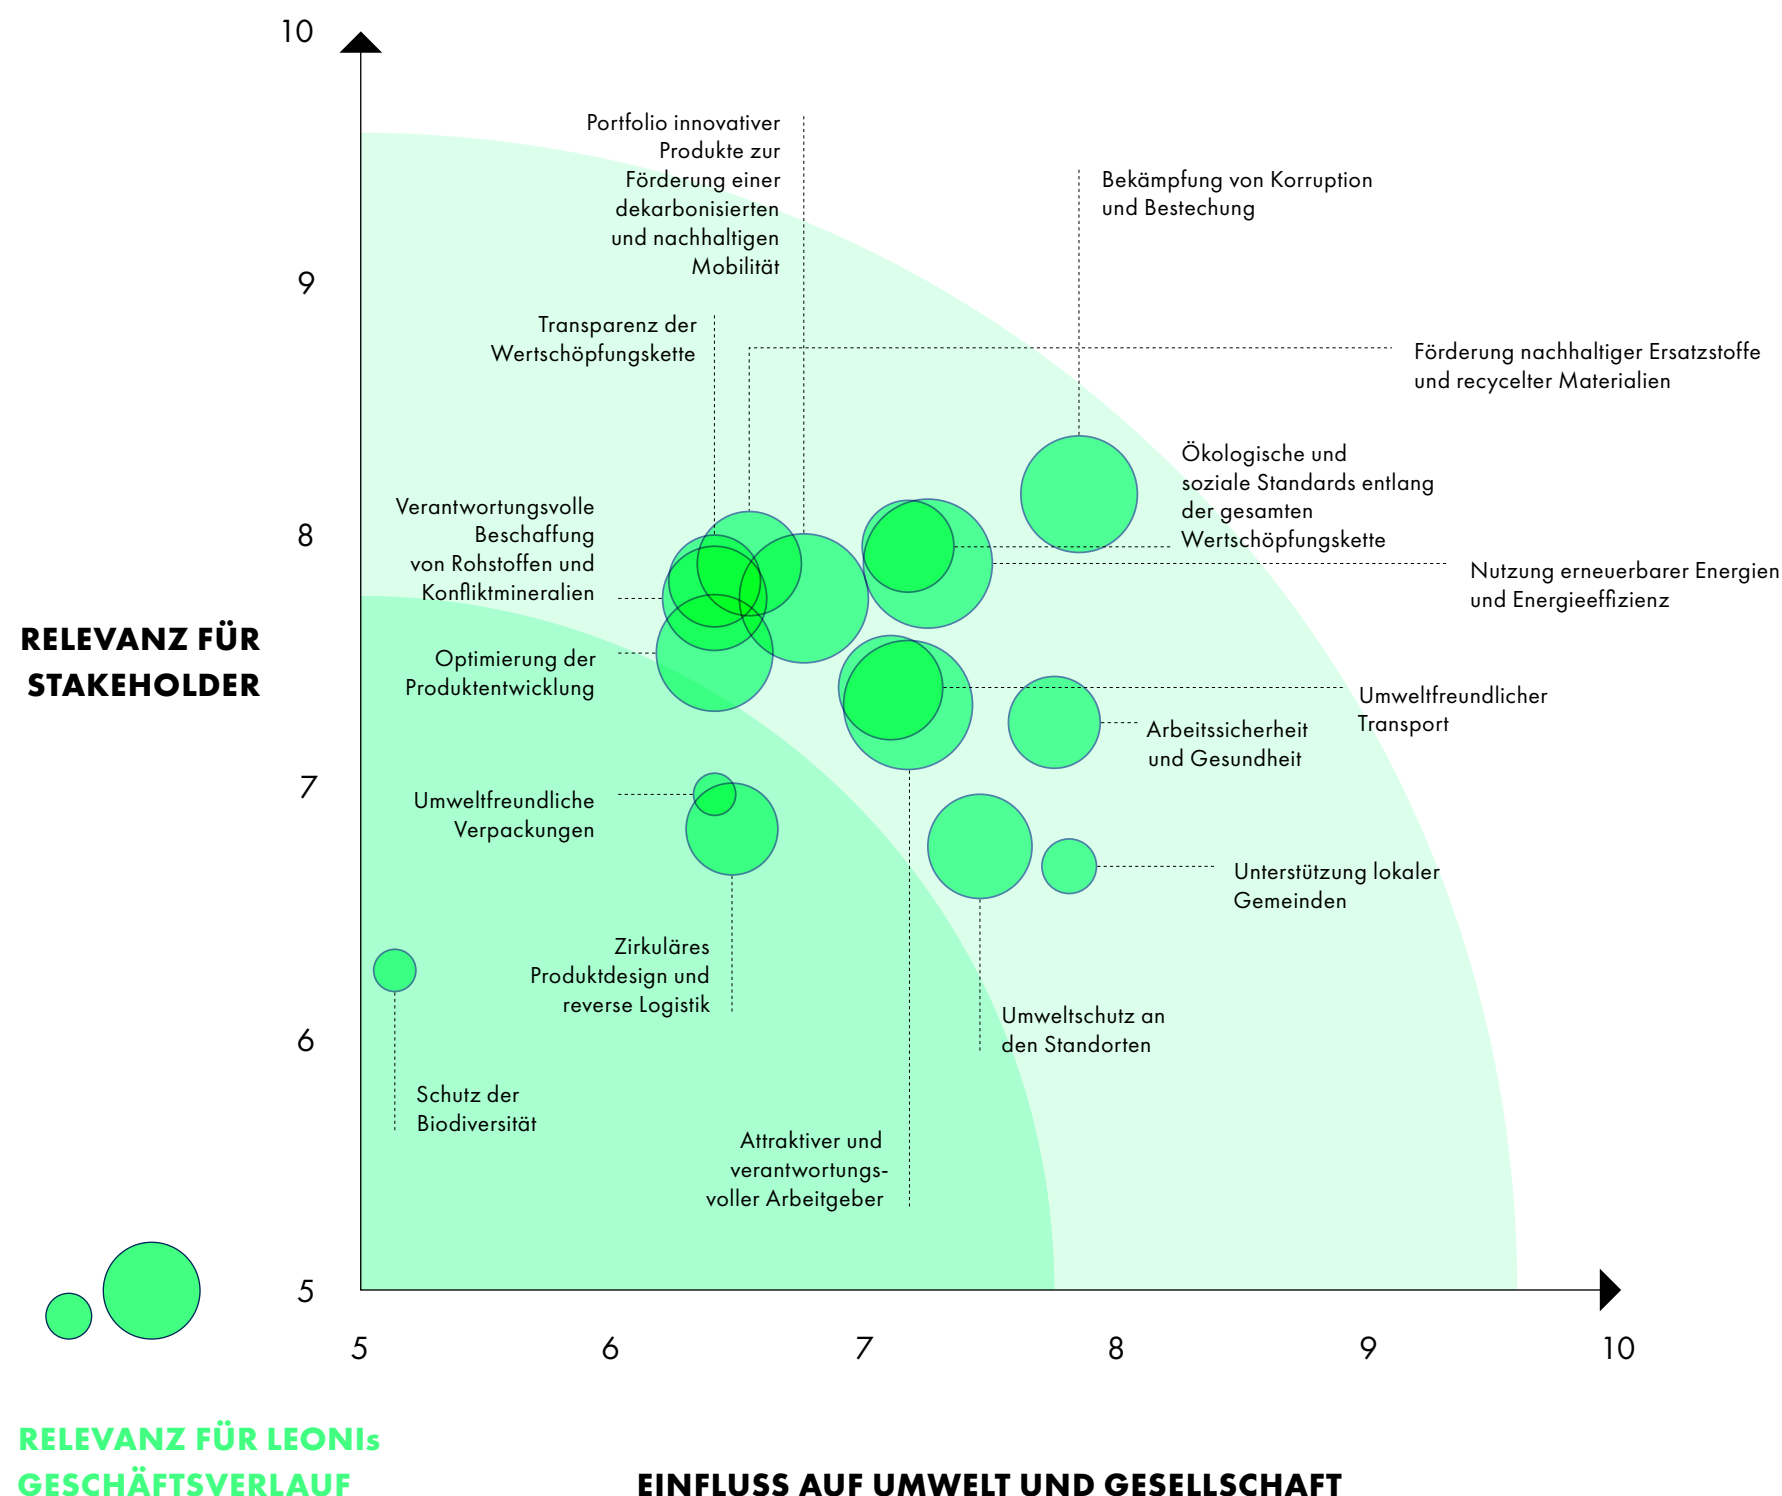 10
Portfolio innovativer
Produkte zur
Förderung einer
dekarbonisierten
und nachhaltigen
Mobilität
Bekämpfung von Korruption
und Bestechung
9
Transparenz der
Wertschöpfungskette
Förderung nachhaltiger Ersatzstoffe
und recycelter Materialien
Ökologische und
soziale Standards entlang
der gesamten
Wertschöpfungskette
Verantwortungsvolle
Beschaffung
von Rohstoffen und
Konfliktmineralien
8
Nutzung erneuerbarer Energien
und Energieeffizienz
RELEVANZ FÜR
STAKEHOLDER
Optimierung der
Produktentwicklung
Umweltfreundlicher
Transport
Arbeitssicherheit
und Gesundheit
7
Umweltfreundliche
Verpackungen
Unterstützung lokaler
Gemeinden
Zirkuläres
Produktdesign und
reverse Logistik
Umweltschutz an
den Standorten
6
Schutz der
Biodiversität
Attraktiver und
verantwortungs-
voller Arbeitgeber
5
5 6 7 8 9 10
RELEVANZ FÜR LEONIs
GESCHÄFTSVERLAUF
EINFLUSS AUF UMWELT UND GESELLSCHAFT